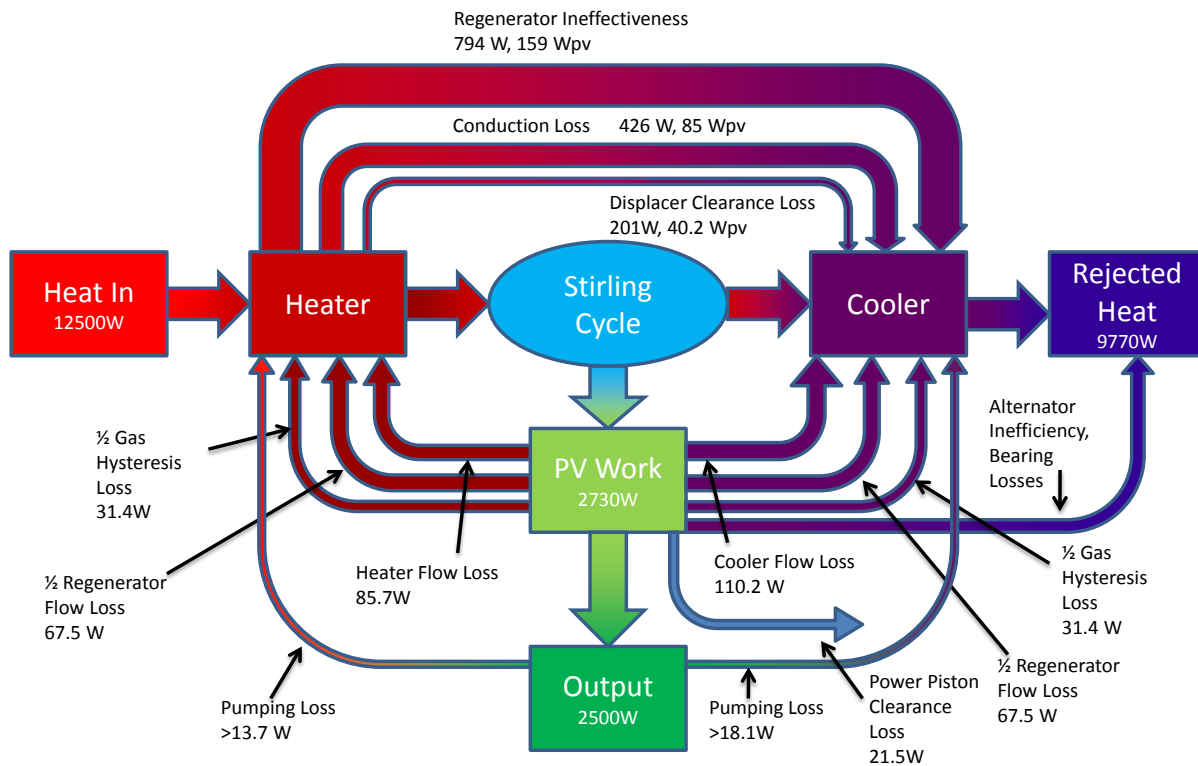 Regenerator Ineffectiveness
794 W, 159 Wpv
Conduction Loss 426 W, 85 Wpv
Displacer Clearance Loss
201W, 40.2 Wpv
Heat In
12500W
Heater
Stirling
Cycle
Cooler
Rejected
Heat
9770W
½ Gas
Hysteresis
Loss
31.4W
PV Work
2730W
Alternator
Inefficiency,
Bearing
Losses
½ Regenerator
Flow Loss
67.5 W
Heater Flow Loss
85.7W
Cooler Flow Loss
110.2 W
½ Gas
Hysteresis
Loss
31.4 W
Pumping Loss
>13.7 W
Output
2500W
Pumping Loss
>18.1W
Power Piston
Clearance
Loss
21.5W
½ Regenerator
Flow Loss
67.5 W